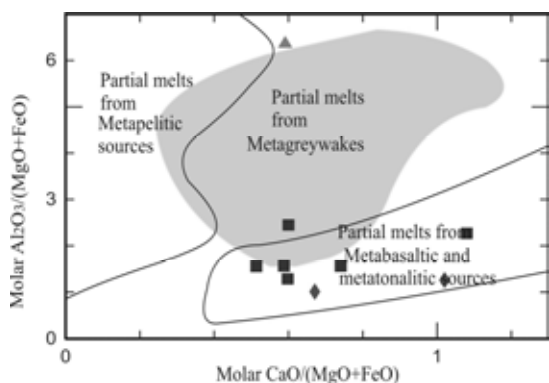 6
Partial melts
from
Metapelitic
sources
Partial melts
from
Metagreywakes
Molar Al2O3/(MgO+FeO)
3
Partial melts from
Metabasaltic and
metatonalitic sources
0
0
1
Molar CaO/(MgO+FeO)